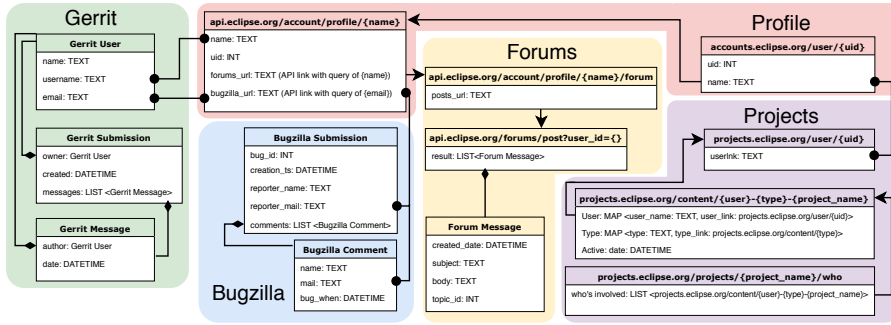 Gerrit
Gerrit User
name: TEXT
username: TEXT
email: TEXT
Gerrit Submission
owner: Gerrit User
created: DATETIME
messages: LIST <Gerrit Message>
Gerrit Message
author: Gerrit User
date: DATETIME
api.eclipse.org/account/profile/{name}
name: TEXT
uid: INT
forums_url: TEXT (API link with query of {name})
bugzilla_url: TEXT (API link with query of {email})
Bugzilla Submission
bug_id: INT
creation_ts: DATETIME
reporter_name: TEXT
reporter_mail: TEXT
comments: LIST <Bugzilla Comment>
Bugzilla Comment
name: TEXT
mail: TEXT
bug_when: DATETIME
Bugzilla
Forums
api.eclipse.org/account/profile/{name}/forum
posts_url: TEXT
api.eclipse.org/forums/post?user_id={}
result: LIST<Forum Message>
Forum Message
created_date: DATETIME
subject: TEXT
body: TEXT
topic_id: INT
Profile
accounts.eclipse.org/user/{uid}
uid: INT
name: TEXT
Projects
projects.eclipse.org/user/{uid}
userlnk: TEXT
projects.eclipse.org/content/{user}-{type}-{project_name}
User: MAP <user_name: TEXT, user_link: projects.eclipse.org/user/{uid}>
Type: MAP <type: TEXT, type_link: projects.eclipse.org/content/{type}>
Active: date: DATETIME
projects.eclipse.org/projects/{project_name}/who
who's involved: LIST <projects.eclipse.org/content/{user}-{type}-{project_name}>